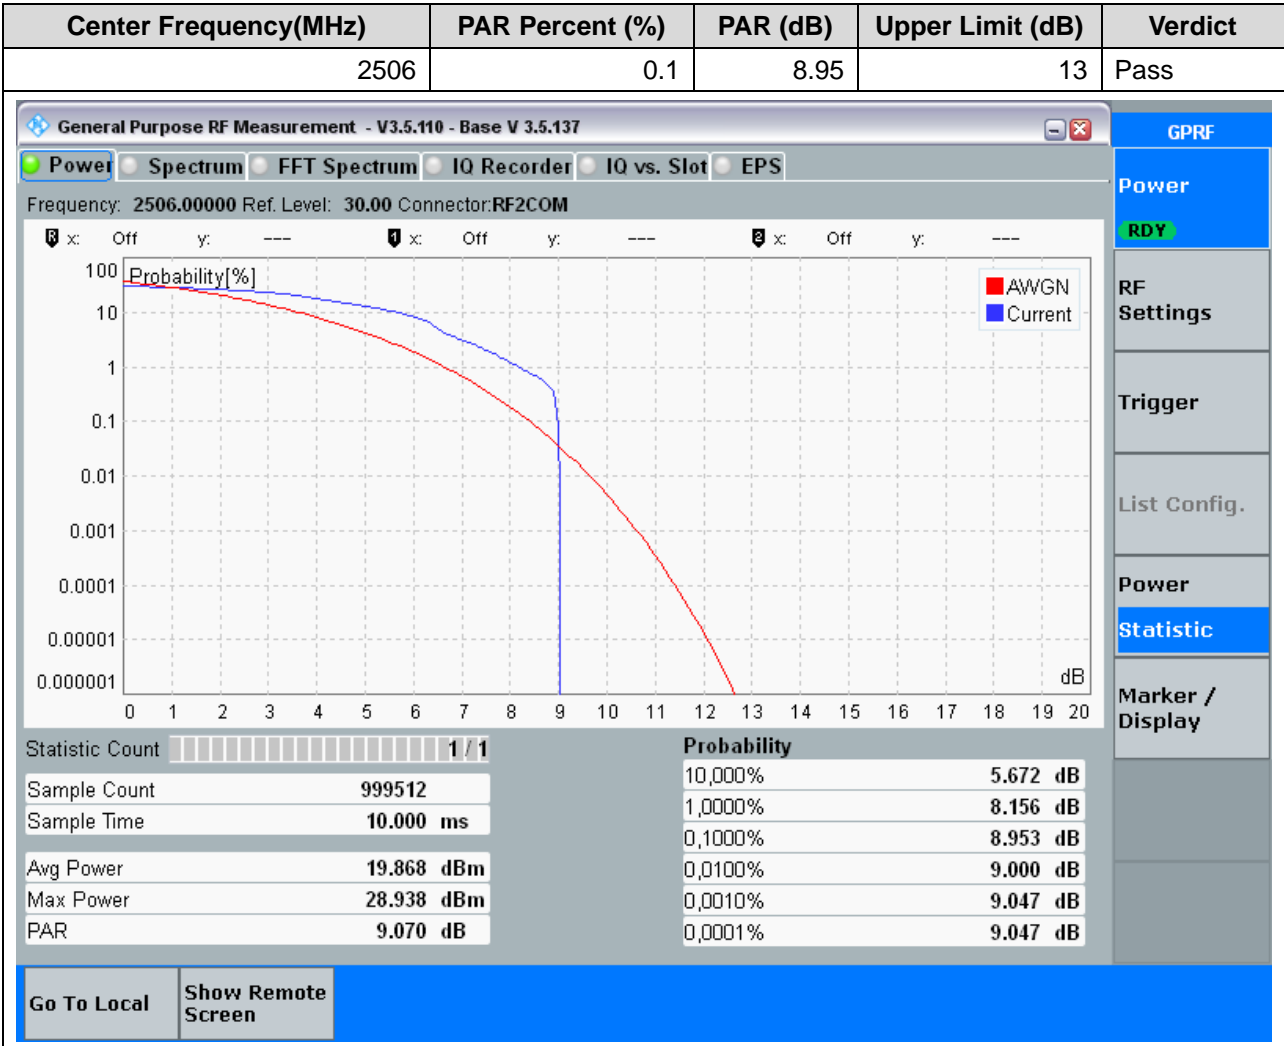 Center Frequency(MHz) PAR Percent (%) PAR (dB) Upper Limit (dB) Verdict
2506 0.1 8.95 13 Pass
General Purpose RF Measurement - V3.5.110 - Base V 3.5.137
GPRF
Power Spectrum FFT Spectrum IQ Recorder IQ vs. Slot EPS
Frequency: 2506.00000 Ref. Level: 30.00 Connector:RF2COM
R x: Off y: --- 1 x: Off y: --- 2 x: Off y: ---
Probability[%]
AWGN
Current
100
10
1
0.1
0.01
0.001
0.0001
0.00001
0.000001
dB
0 1 2 3 4 5 6 7 8 9 10 11 12 13 14 15 16 17 18 19 20
Statistic Count 1 / 1
Sample Count 999512
Sample Time 10.000 ms
Avg Power 19.868 dBm
Max Power 28.938 dBm
PAR 9.070 dB
Probability
10,000% 5.672 dB
1,0000% 8.156 dB
0,1000% 8.953 dB
0,0100% 9.000 dB
0,0010% 9.047 dB
0,0001% 9.047 dB
Power
RDY
RF
Settings
Trigger
List Config.
Power
Statistic
Marker /
Display
Go To Local
Show Remote
Screen